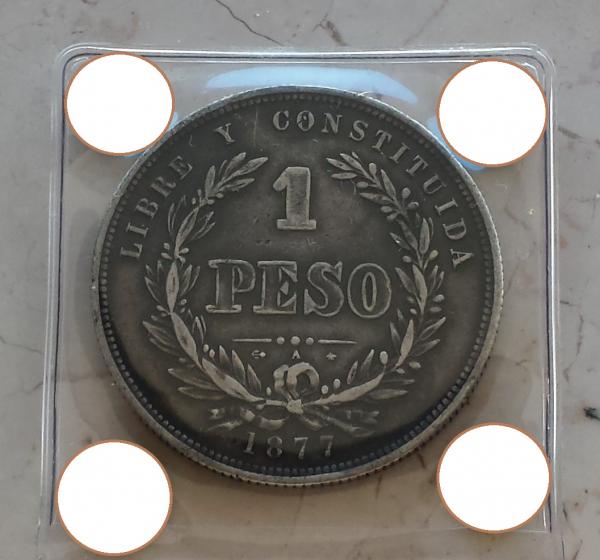 LIBRE Y CONSTITUIDA
1
PESO
A
1877